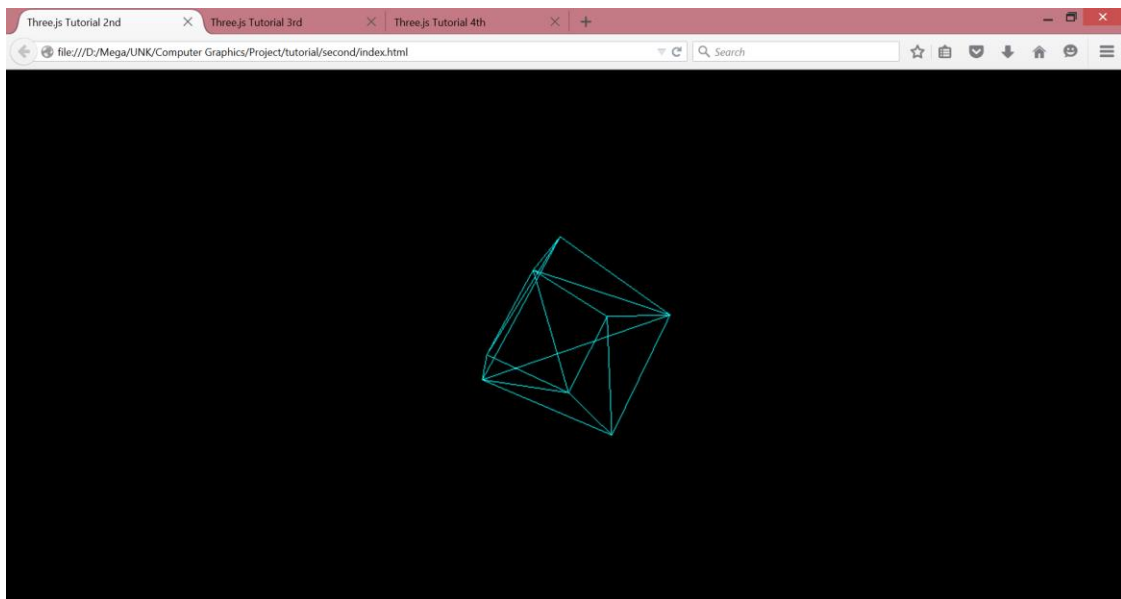 Three.js Tutorial 2nd
Three.js Tutorial 3rd
Three.js Tutorial 4th
file:///D:/Mega/UNK/Computer Graphics/Project/tutorial/second/index.html
Search